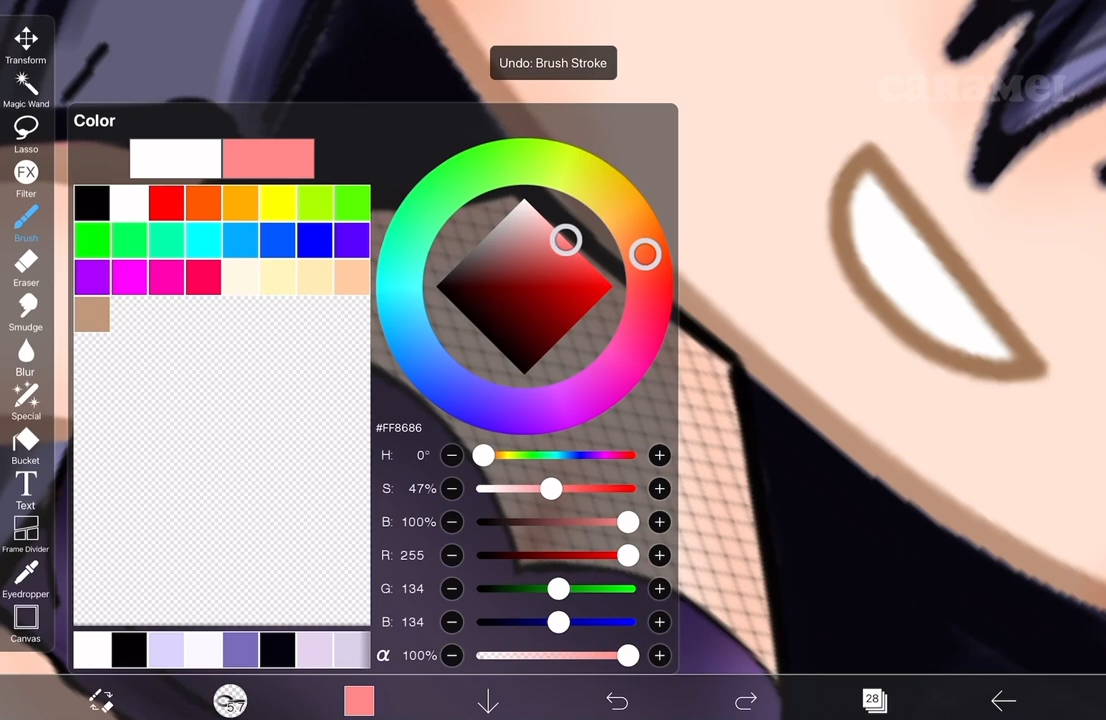 Undo: Brush Stroke
CaRaMeL
Transform
Magic Wand
Lasso
FX
Filter
Brush
Eraser
Smudge
Blur
Special
Bucket
T
Text
Frame Divider
Eyedropper
Canvas
Color
#FF8686
H: 0°
S: 47%
B: 100%
R: 255
G: 134
B: 134
α 100%
5.7
28